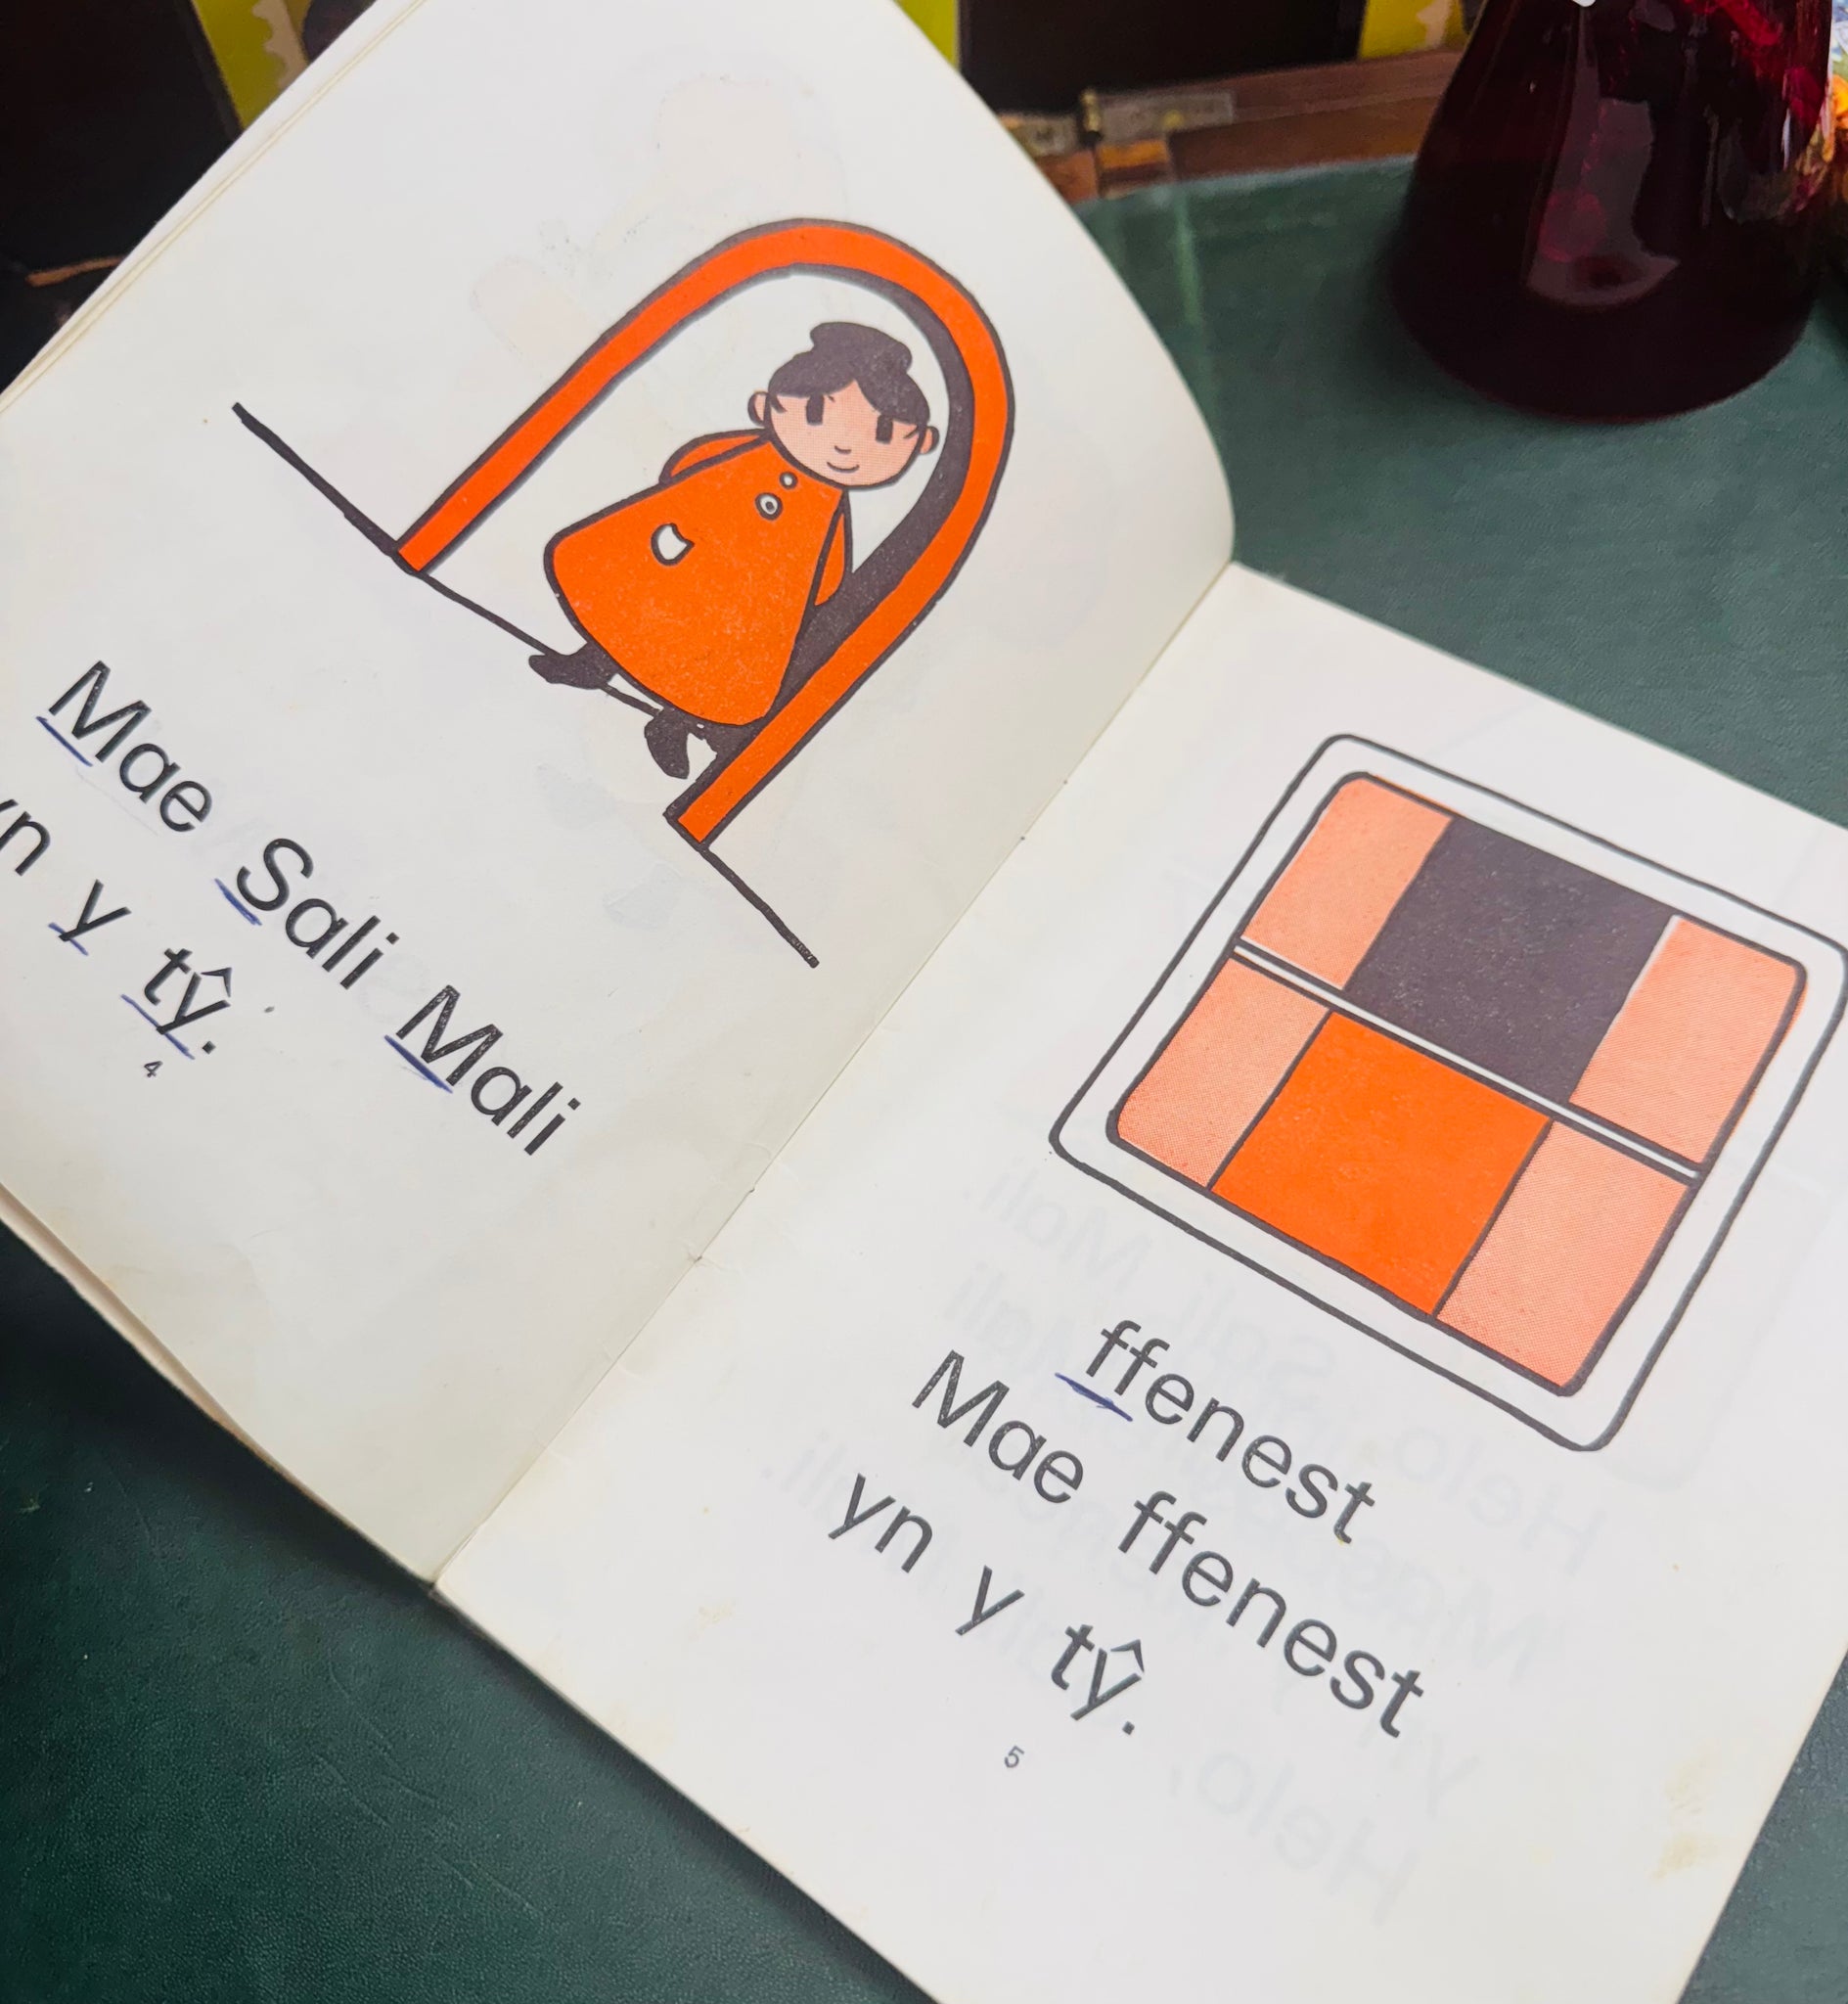 Mae Sali Mali
yn y tŷ.
4
ffenest
Mae ffenest
yn y tŷ.
5